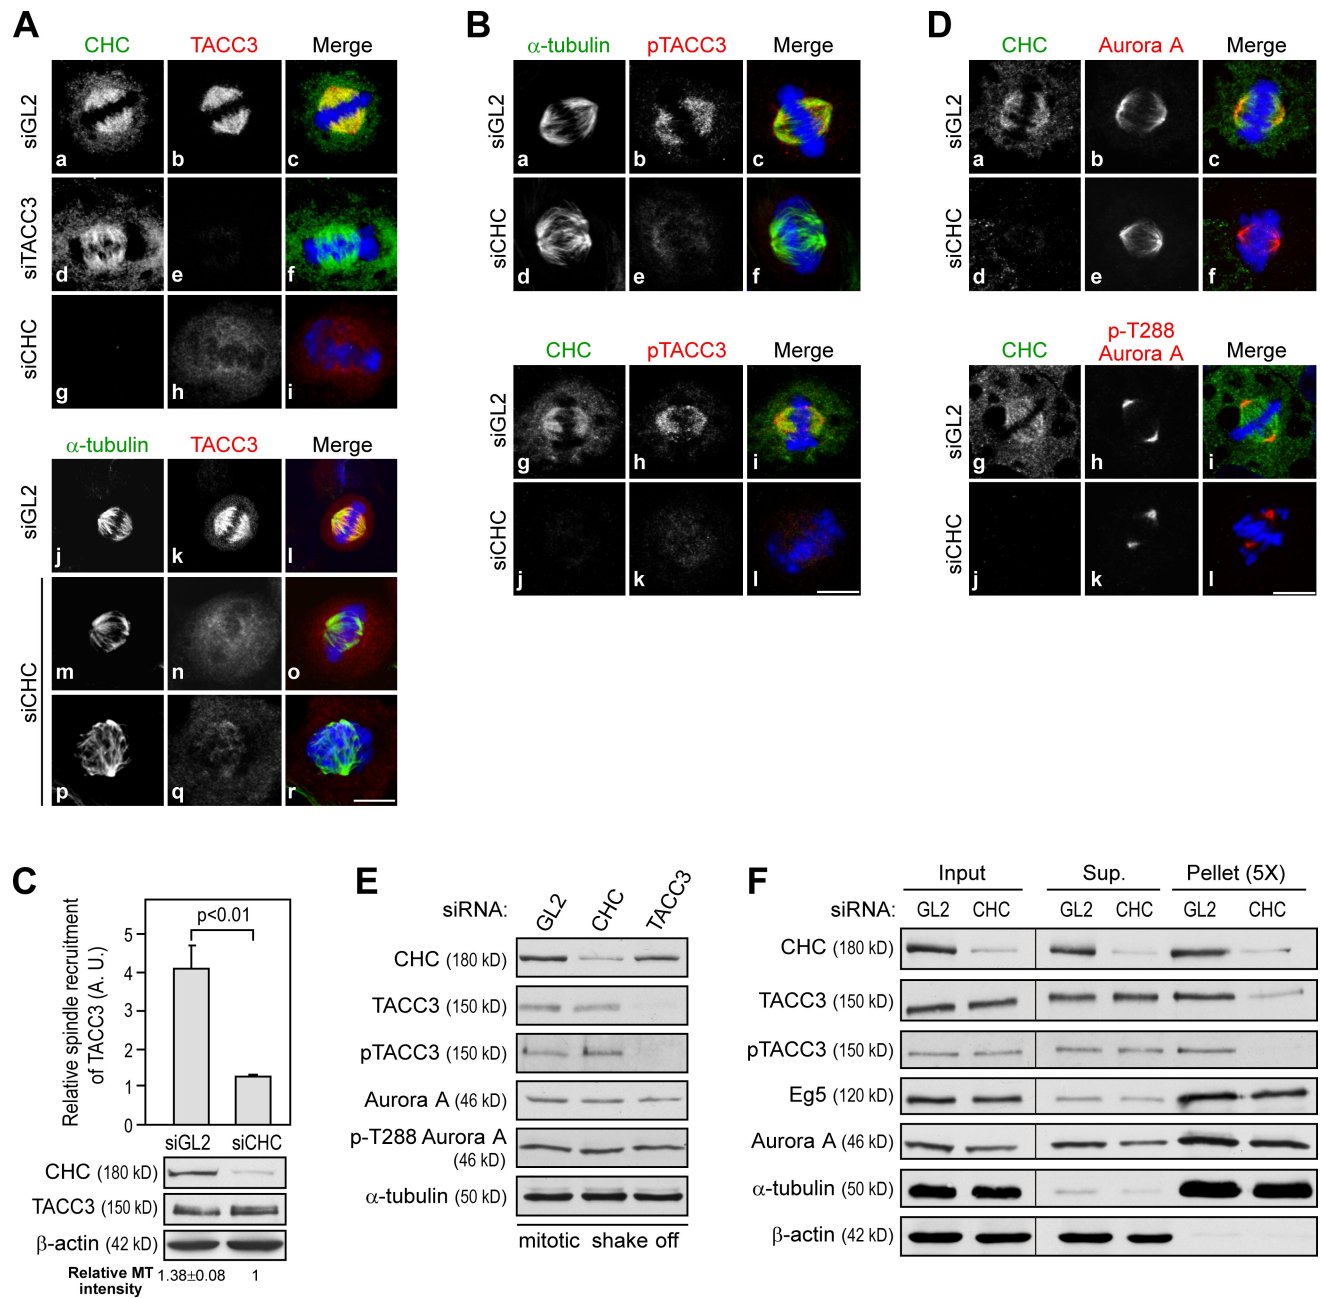 A
CHC TACC3 Merge
siGL2
a b c
siTACC3
d e f
siCHC
g h i
α-tubulin TACC3 Merge
siGL2
j k l
siCHC
m n o
p q r
B
α-tubulin pTACC3 Merge
siGL2
a b c
siCHC
d e f
CHC pTACC3 Merge
siGL2
g h i
siCHC
j k l
D
CHC Aurora A Merge
siGL2
a b c
siCHC
d e f
CHC p-T288 Aurora A Merge
siGL2
g h i
siCHC
j k l
C
Relative spindle recruitment
of TACC3 (A. U.)
p<0.01
5
4
3
2
1
0
siGL2 siCHC
CHC (180 kD)
TACC3 (150 kD)
β-actin (42 kD)
Relative MT intensity 1.38±0.08 1
E
siRNA: GL2 CHC TACC3
CHC (180 kD)
TACC3 (150 kD)
pTACC3 (150 kD)
Aurora A (46 kD)
p-T288 Aurora A
(46 kD)
α-tubulin (50 kD)
mitotic shake off
F
Input Sup. Pellet (5X)
siRNA: GL2 CHC GL2 CHC GL2 CHC
CHC (180 kD)
TACC3 (150 kD)
pTACC3 (150 kD)
Eg5 (120 kD)
Aurora A (46 kD)
α-tubulin (50 kD)
β-actin (42 kD)